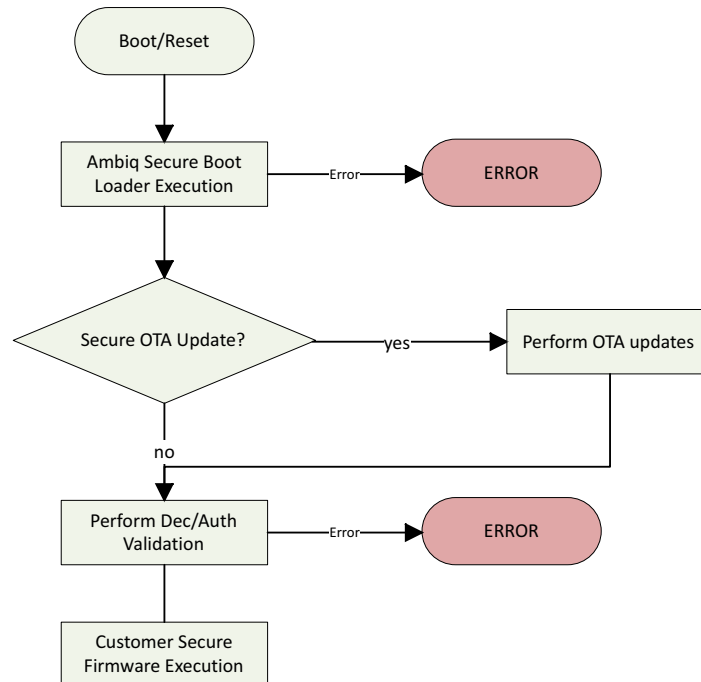 Boot/Reset
Ambiq Secure Boot
Loader Execution
Error
ERROR
Secure OTA Update?
yes
Perform OTA updates
no
Perform Dec/Auth
Validation
Error
ERROR
Customer Secure
Firmware Execution